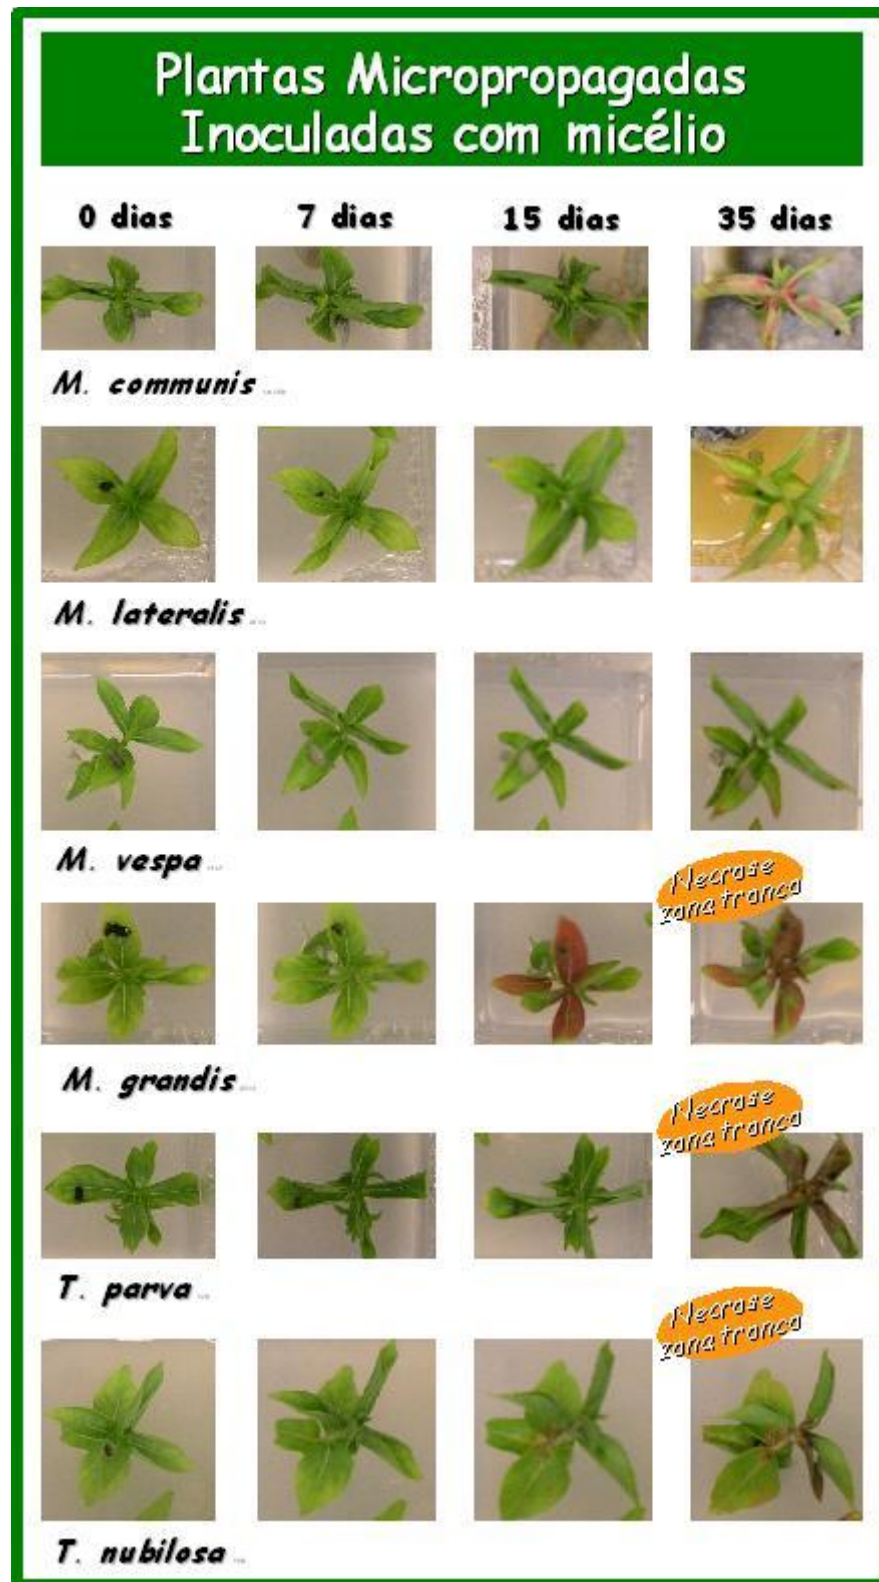 Plantas Micropropagadas
Inoculadas com micélio
0 dias 7 dias 15 dias 35 dias
M. communis
M. lateralis
M. vespa
Necrose
zona tronco
M. grandis
Necrose
zona tronco
T. parva
Necrose
zona tronco
T. nubilosa